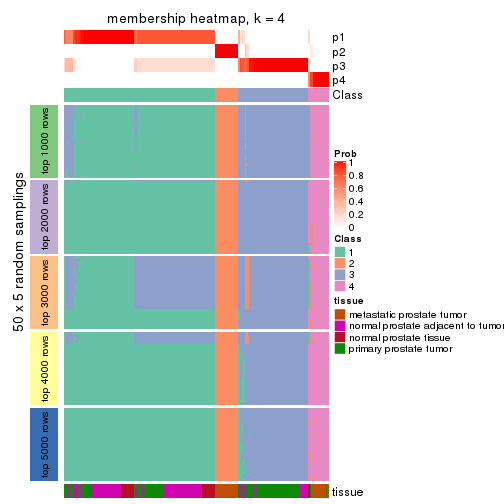 membership heatmap, k = 4
p1
p2
p3
p4
Class
50 x 5 random samplings
top 1000 rows
top 2000 rows
top 3000 rows
top 4000 rows
top 5000 rows
Prob
1
0.8
0.6
0.4
0.2
0
Class
1
2
3
4
tissue
metastatic prostate tumor
normal prostate adjacent to tumor
normal prostate tissue
primary prostate tumor
tissue